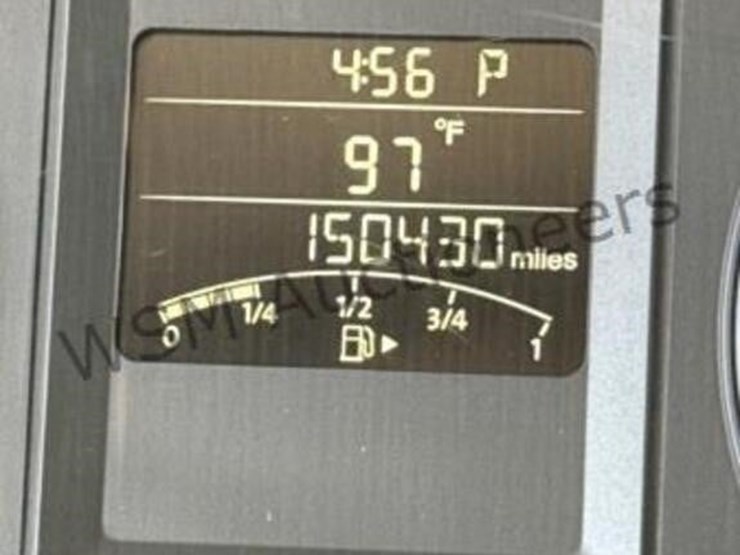 4:56 P
°F
97
150430 miles
0 1/4 1/2 3/4 1
WSM Auctioneers